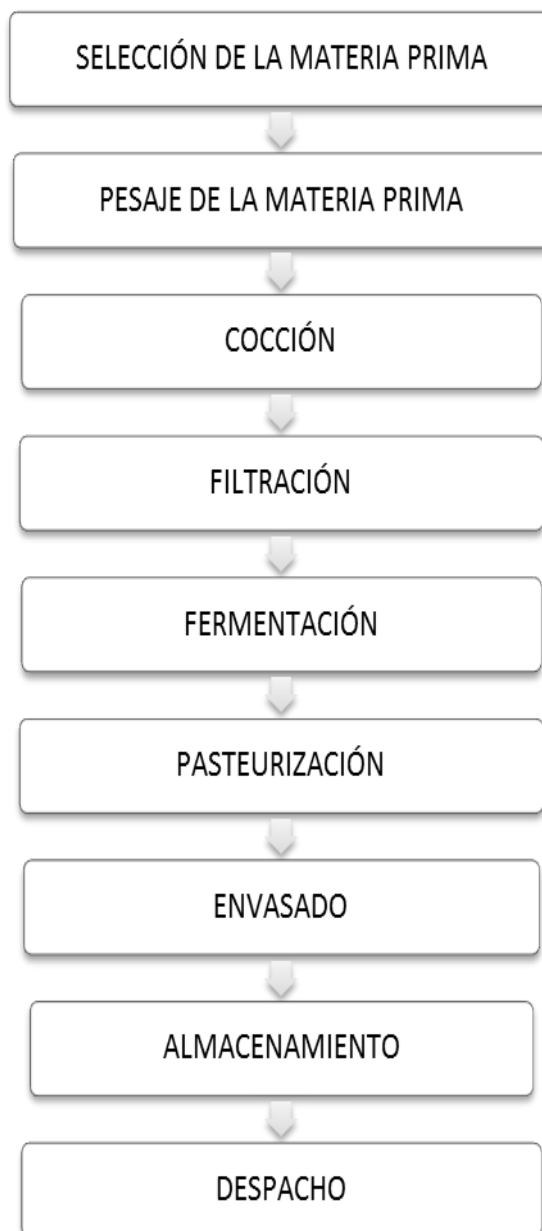 SELECCIÓN DE LA MATERIA PRIMA
PESAJE DE LA MATERIA PRIMA
COCCIÓN
FILTRACIÓN
FERMENTACIÓN
PASTEURIZACIÓN
ENVASADO
ALMACENAMIENTO
DESPACHO